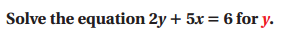 Solve the equation 2y + 5x = 6 for y.